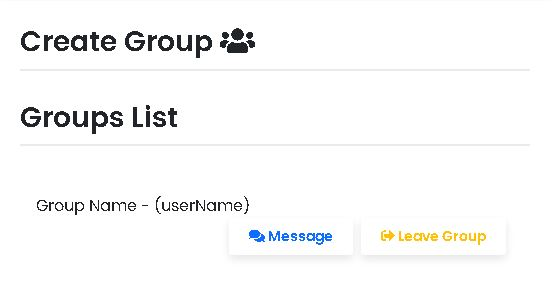 Create Group
Groups List
Group Name - (userName)
Message
Leave Group